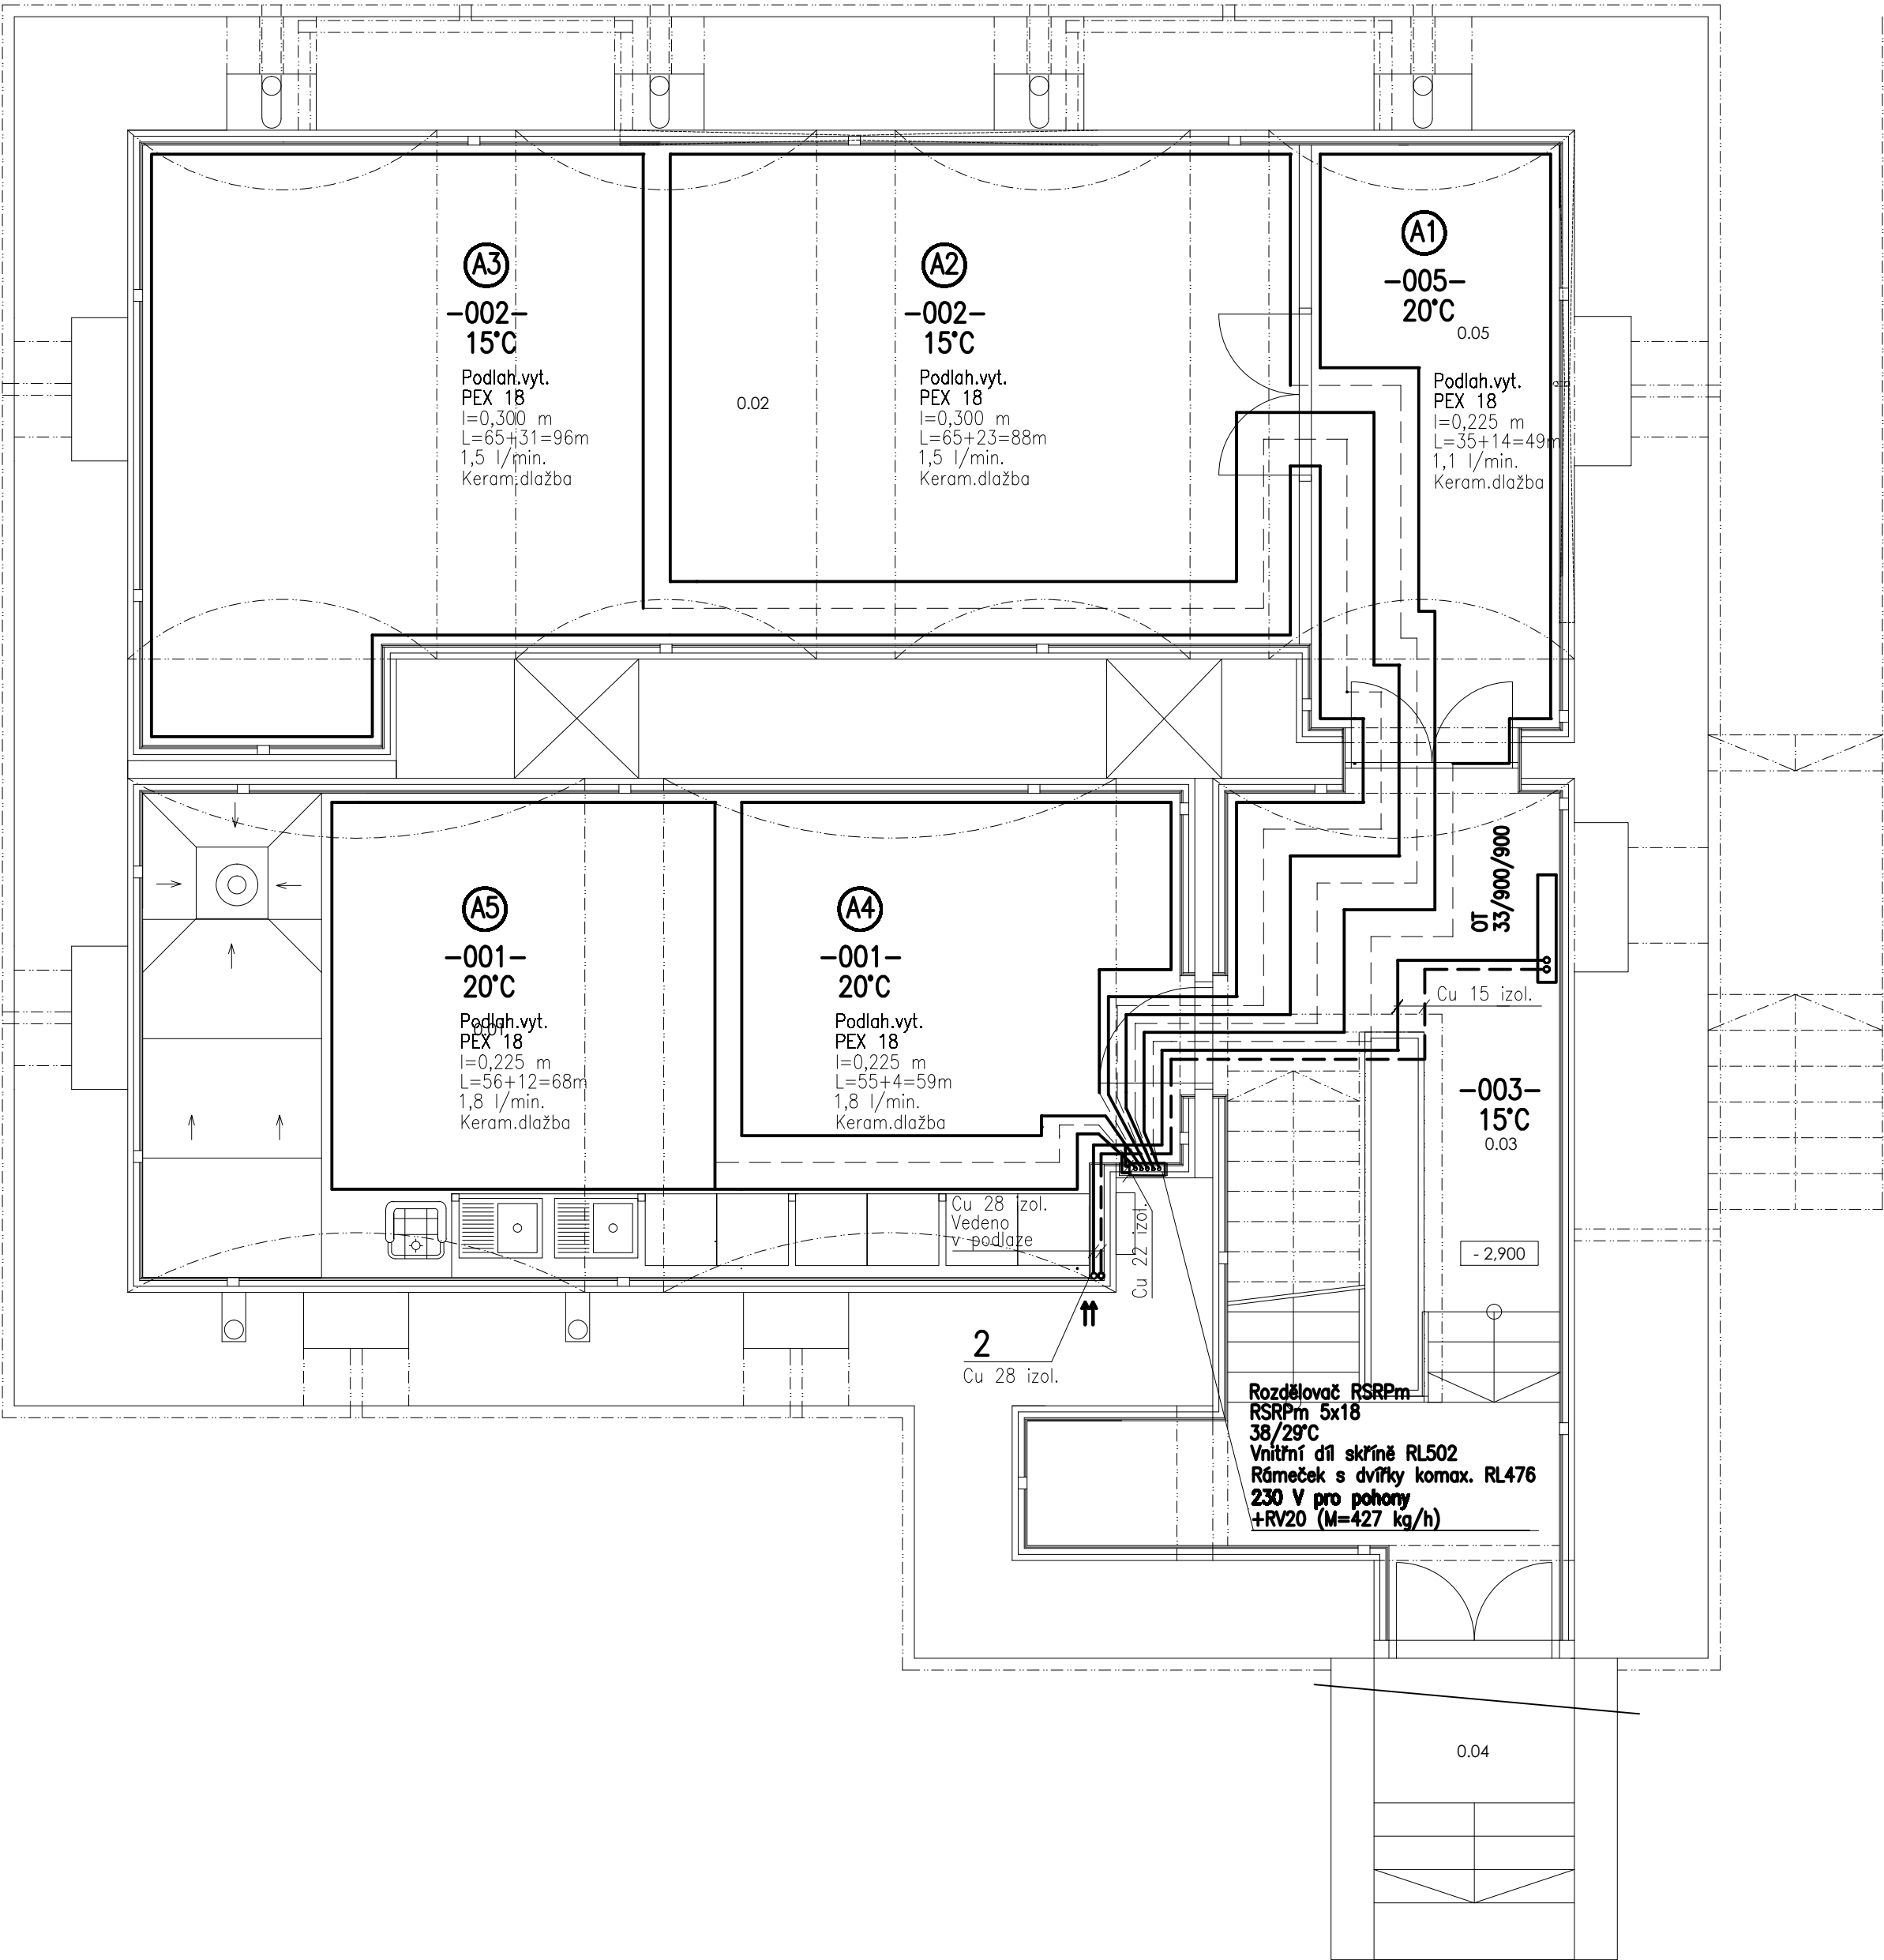 A3
-002-
15°C
Podlah.vyt.
PEX 18
l=0,300 m
L=65+31=96m
1,5 l/min.
Keram.dlažba
0.02
A2
-002-
15°C
Podlah.vyt.
PEX 18
l=0,300 m
L=65+23=88m
1,5 l/min.
Keram.dlažba
A1
-005-
20°C
0.05
Podlah.vyt.
PEX 18
l=0,225 m
L=35+14=49m
1,1 l/min.
Keram.dlažba
A5
-001-
20°C
Podlah.vyt.
0.01
PEX 18
l=0,225 m
L=56+12=68m
1,8 l/min.
Keram.dlažba
A4
-001-
20°C
Podlah.vyt.
PEX 18
l=0,225 m
L=55+4=59m
1,8 l/min.
Keram.dlažba
OT
33/900/900
Cu 15 izol.
-003-
15°C
0.03
- 2,900
Cu 28 izol.
Vedeno
v podlaze
Cu 22 izol.
2
Cu 28 izol.
Rozdělovač RSRPm
RSRPm 5x18
38/29°C
Vnitřní díl skříně RL502
Rámeček s dvířky komax. RL476
230 V pro pohony
+RV20 (M=427 kg/h)
0.04